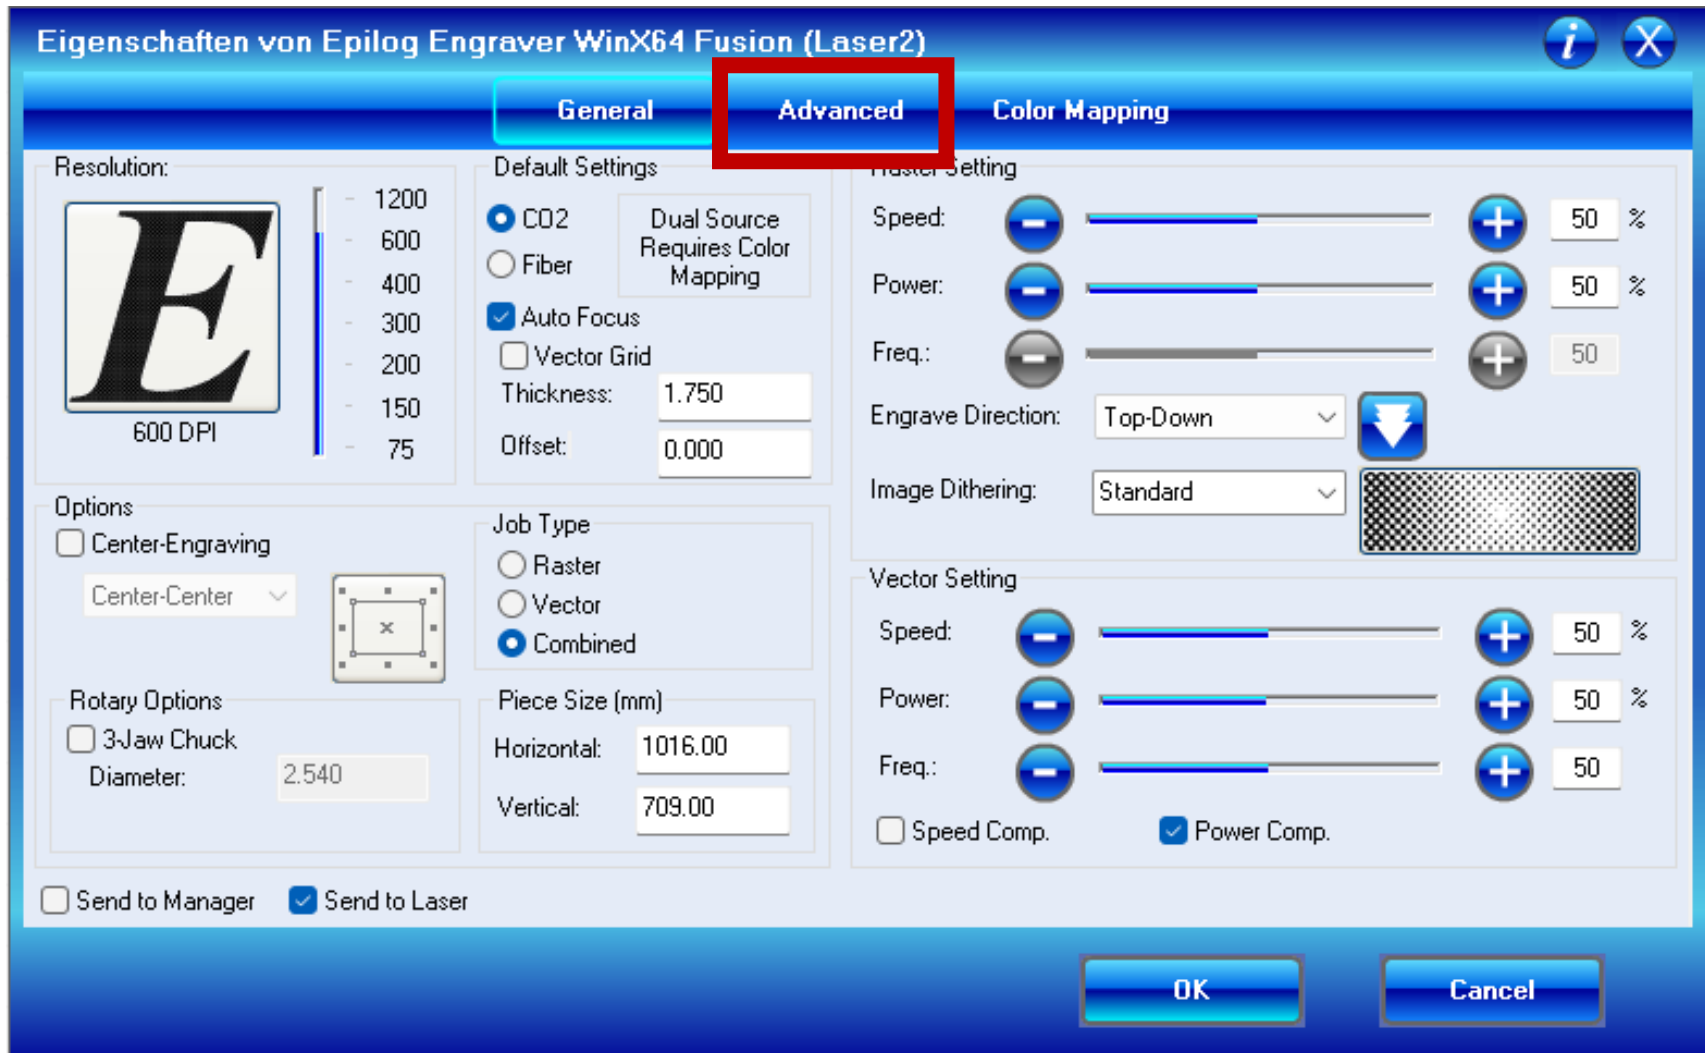 Eigenschaften von Epilog Engraver WinX64 Fusion (Laser2)
i X
General Advanced Color Mapping
Resolution:
E
600 DPI
1200
600
400
300
200
150
75
Default Settings
CO2
Fiber
Dual Source
Requires Color
Mapping
Auto Focus
Vector Grid
Thickness: 1.750
Offset: 0.000
Setting
Speed: 50 %
Power: 50 %
Freq.: 50
Engrave Direction: Top-Down
Image Dithering: Standard
Options
Center-Engraving
Center-Center
Job Type
Raster
Vector
Combined
Rotary Options
3-Jaw Chuck
Diameter: 2.540
Piece Size (mm)
Horizontal: 1016.00
Vertical: 709.00
Vector Setting
Speed: 50 %
Power: 50 %
Freq.: 50
Speed Comp. Power Comp.
Send to Manager Send to Laser
OK Cancel